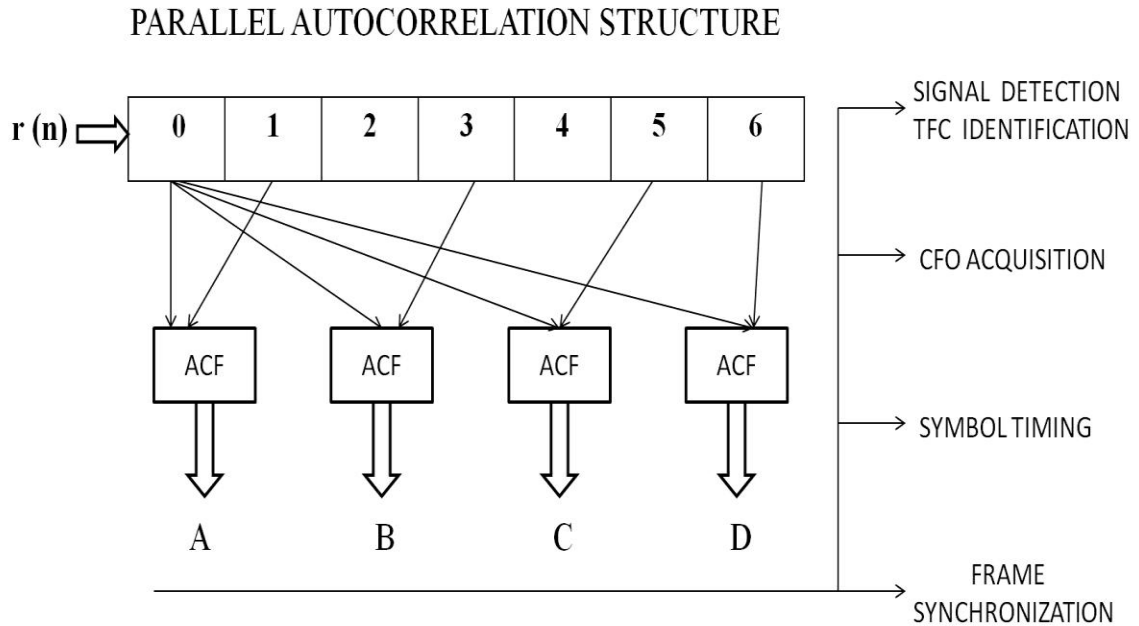 PARALLEL AUTOCORRELATION STRUCTURE
r (n)
0 1 2 3 4 5 6
SIGNAL DETECTION
TFC IDENTIFICATION
CFO ACQUISITION
ACF ACF ACF ACF
SYMBOL TIMING
A B C D
FRAME
SYNCHRONIZATION